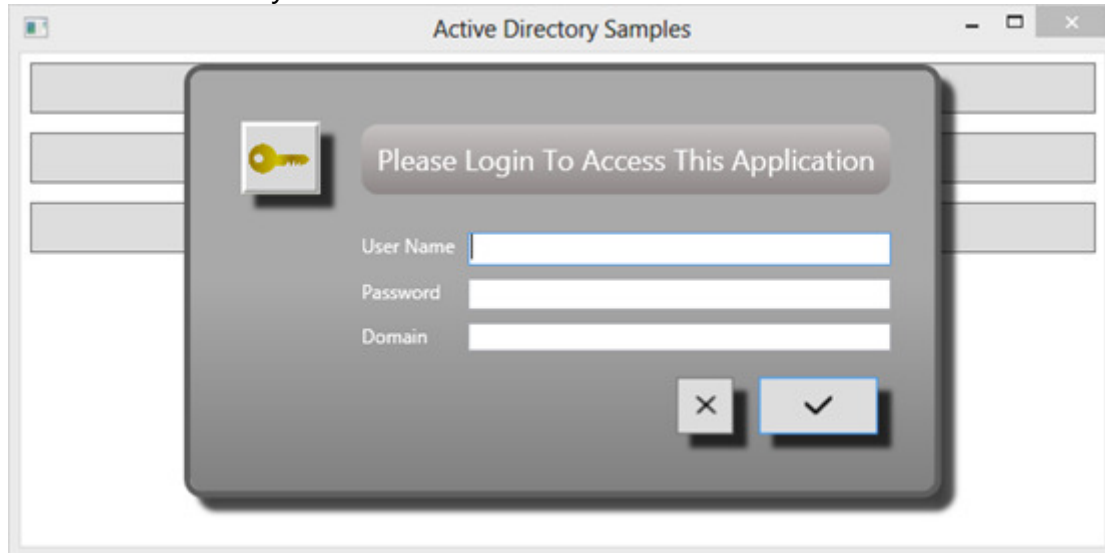 Active Directory Samples
Please Login To Access This Application
User Name
Password
Domain